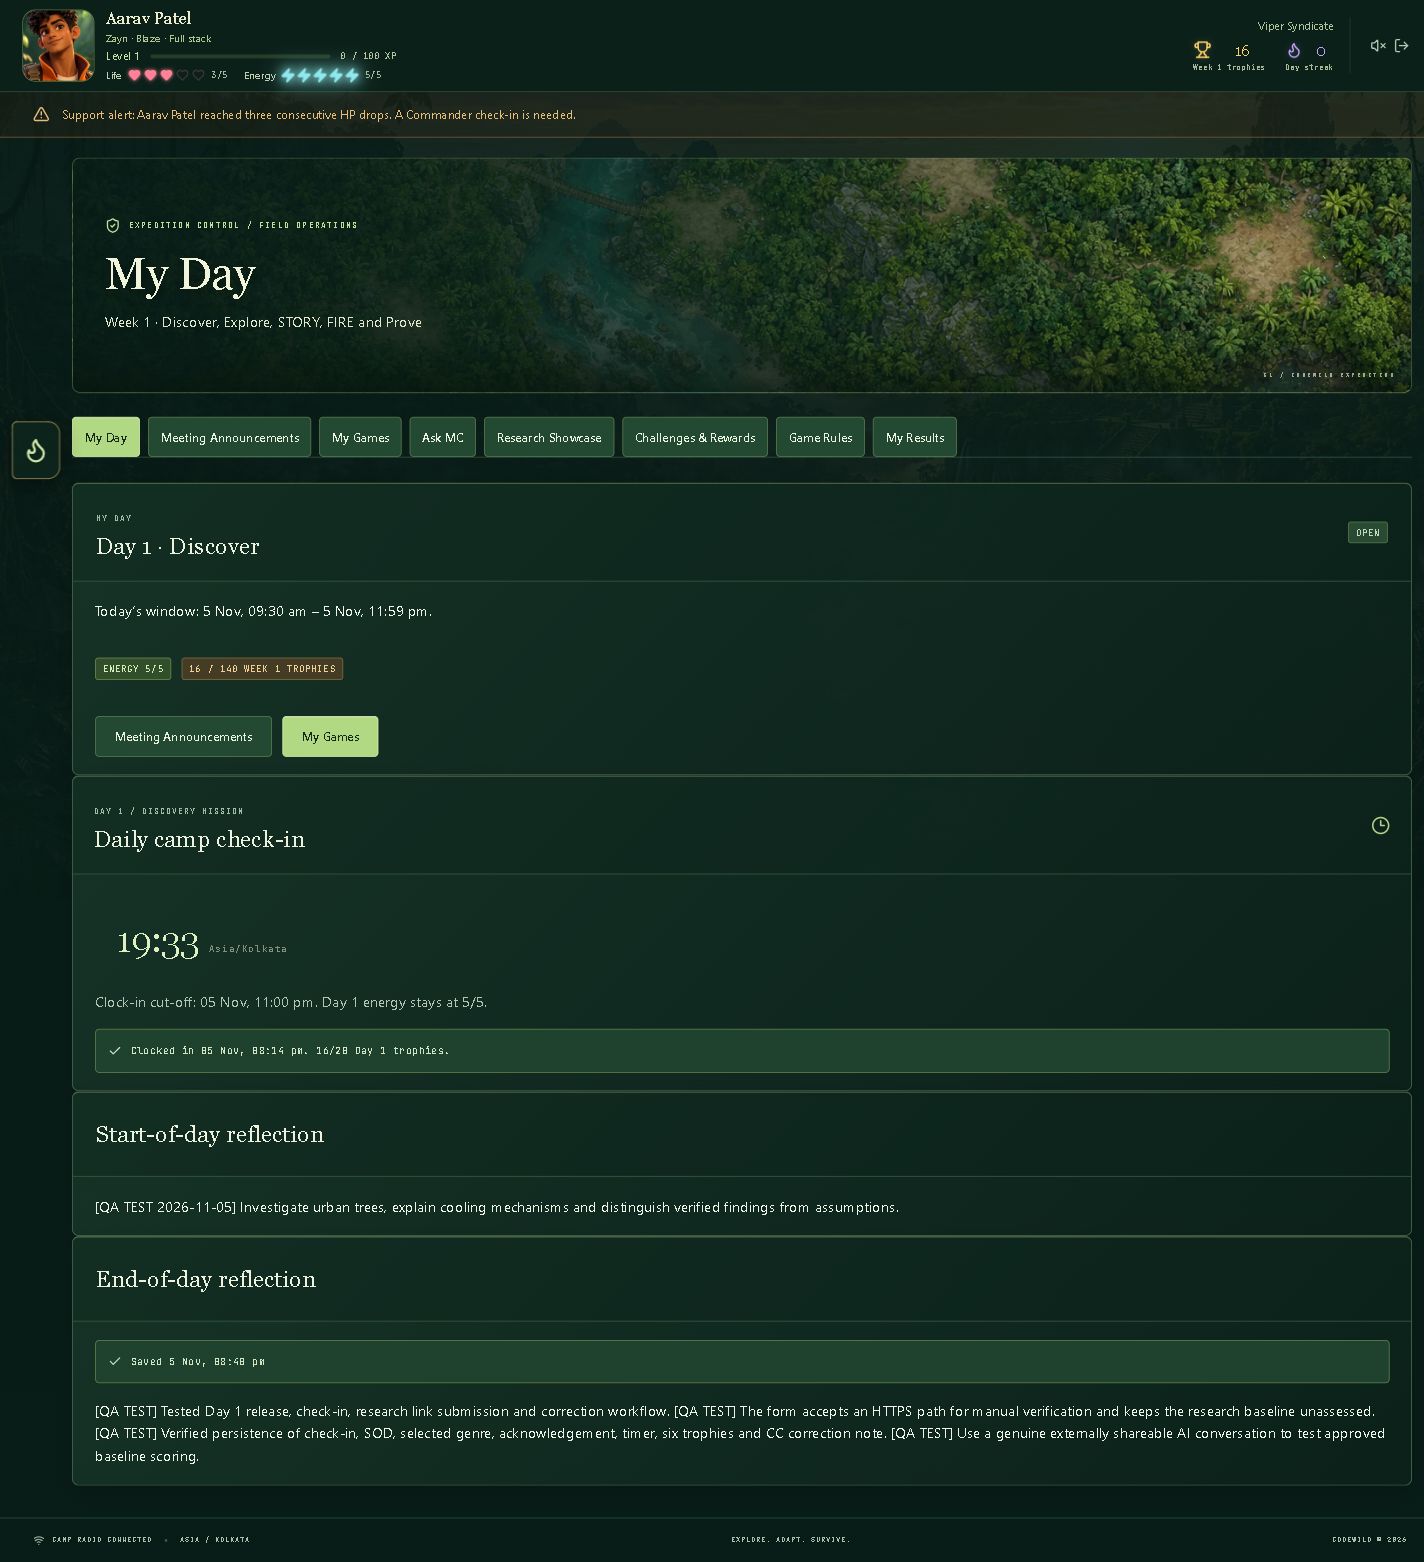 Aarav Patel
Zayn · Blaze · Full stack
Level 1 0 / 100 XP
Life 3/5 Energy 5/5
Viper Syndicate
16 0
Week 1 trophies Day streak
Support alert: Aarav Patel reached three consecutive HP drops. A Commander check-in is needed.
EXPEDITION CONTROL / FIELD OPERATIONS
My Day
Week 1 · Discover, Explore, STORY, FIRE and Prove
/ CODEWILD EXPEDITION
My Day Meeting Announcements My Games Ask MC Research Showcase Challenges & Rewards Game Rules My Results
MY DAY
Day 1 · Discover
OPEN
Today's window: 5 Nov, 09:30 am – 5 Nov, 11:59 pm.
ENERGY 5/5 16 / 140 WEEK 1 TROPHIES
Meeting Announcements My Games
DAY 1 / DISCOVERY MISSION
Daily camp check-in
19:33 Asia/Kolkata
Clock-in cut-off: 05 Nov, 11:00 pm. Day 1 energy stays at 5/5.
Clocked in 05 Nov, 08:14 pm. 16/20 Day 1 trophies.
Start-of-day reflection
[QA TEST 2026-11-05] Investigate urban trees, explain cooling mechanisms and distinguish verified findings from assumptions.
End-of-day reflection
Saved 5 Nov, 08:40 pm
[QA TEST] Tested Day 1 release, check-in, research link submission and correction workflow. [QA TEST] The form accepts an HTTPS path for manual verification and keeps the research baseline unassessed.
[QA TEST] Verified persistence of check-in, SOD, selected genre, acknowledgement, timer, six trophies and CC correction note. [QA TEST] Use a genuine externally shareable AI conversation to test approved
baseline scoring.
CAMP RADIO CONNECTED · ASIA / KOLKATA
EXPLORE. ADAPT. SURVIVE.
CODEWILD © 2026